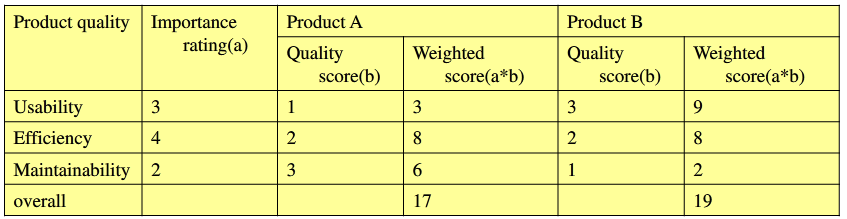 Product quality Importance rating(a) Product A Product B
Quality score(b) Weighted score(a*b) Quality score(b) Weighted score(a*b)
Usability 3 1 3 3 9
Efficiency 4 2 8 2 8
Maintainability 2 3 6 1 2
overall 17 19